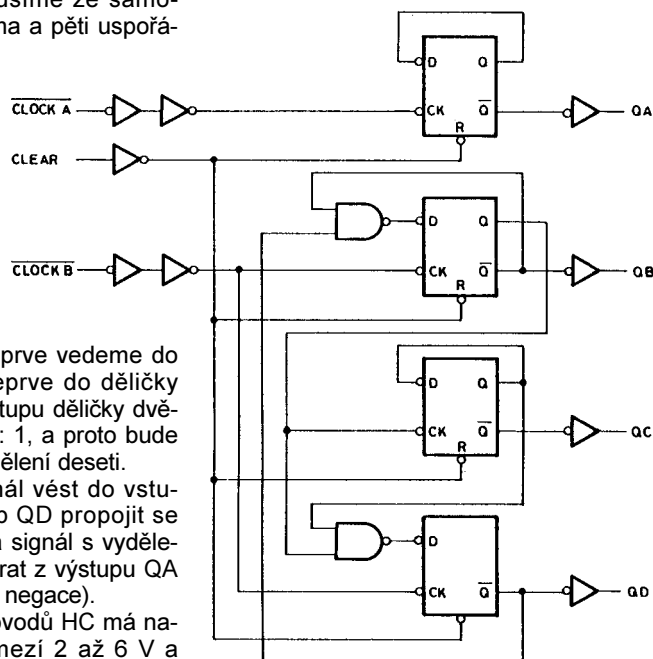 usíme ze samo-
na a pěti uspořá-
D
Q
CLOCK A
CK
Q
QA
R
CLEAR
D
Q
CLOCK B
CK
Q
QB
R
prve vedeme do
eprve do děličky
tupu děličky dvě-
: 1, a proto bude
ělení deseti.
nál vést do vstu-
o QD propojit se
a signál s vyděle-
rat z výstupu QA
negace).
vodů HC má na-
mezí 2 až 6 V a
D
Q
CK
Q
QC
R
D
CK
Q
QD